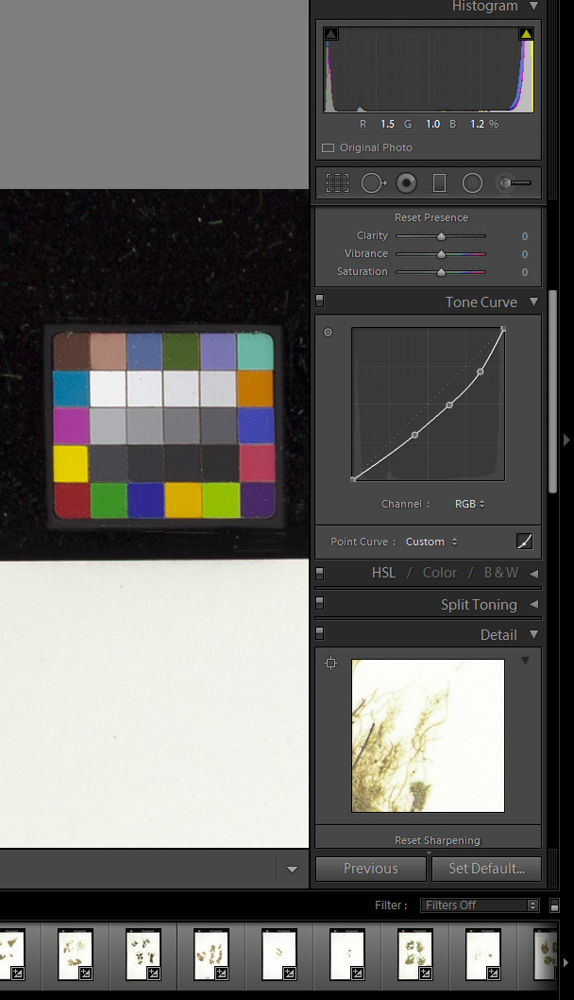 Histogram
R 1.5 G 1.0 B 1.2 %
Original Photo
Reset Presence
Clarity 0
Vibrance 0
Saturation 0
Tone Curve
Channel : RGB
Point Curve : Custom
HSL / Color / B & W
Split Toning
Detail
Reset Sharpening
Previous Set Default...
Filter : Filters Off